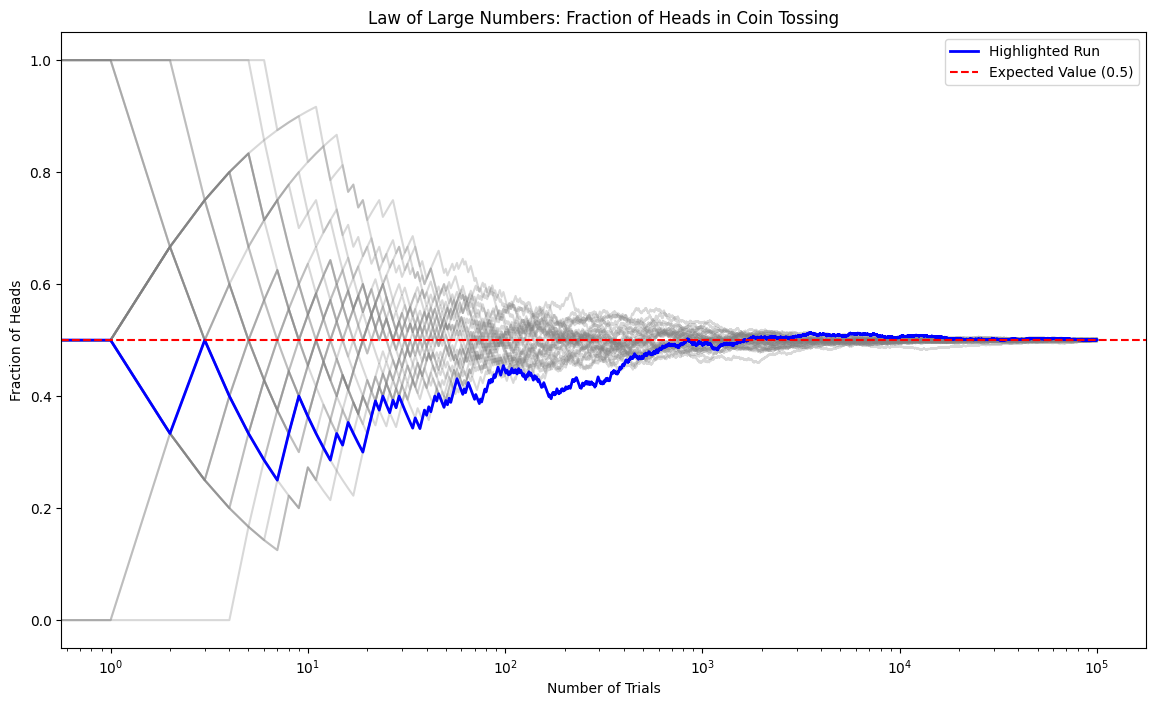 Law of Large Numbers: Fraction of Heads in Coin Tossing
Highlighted Run
Expected Value (0.5)
1.0
0.8
0.6
0.4
0.2
0.0
Fraction of Heads
10⁰
10¹
10²
10³
10⁴
10⁵
Number of Trials